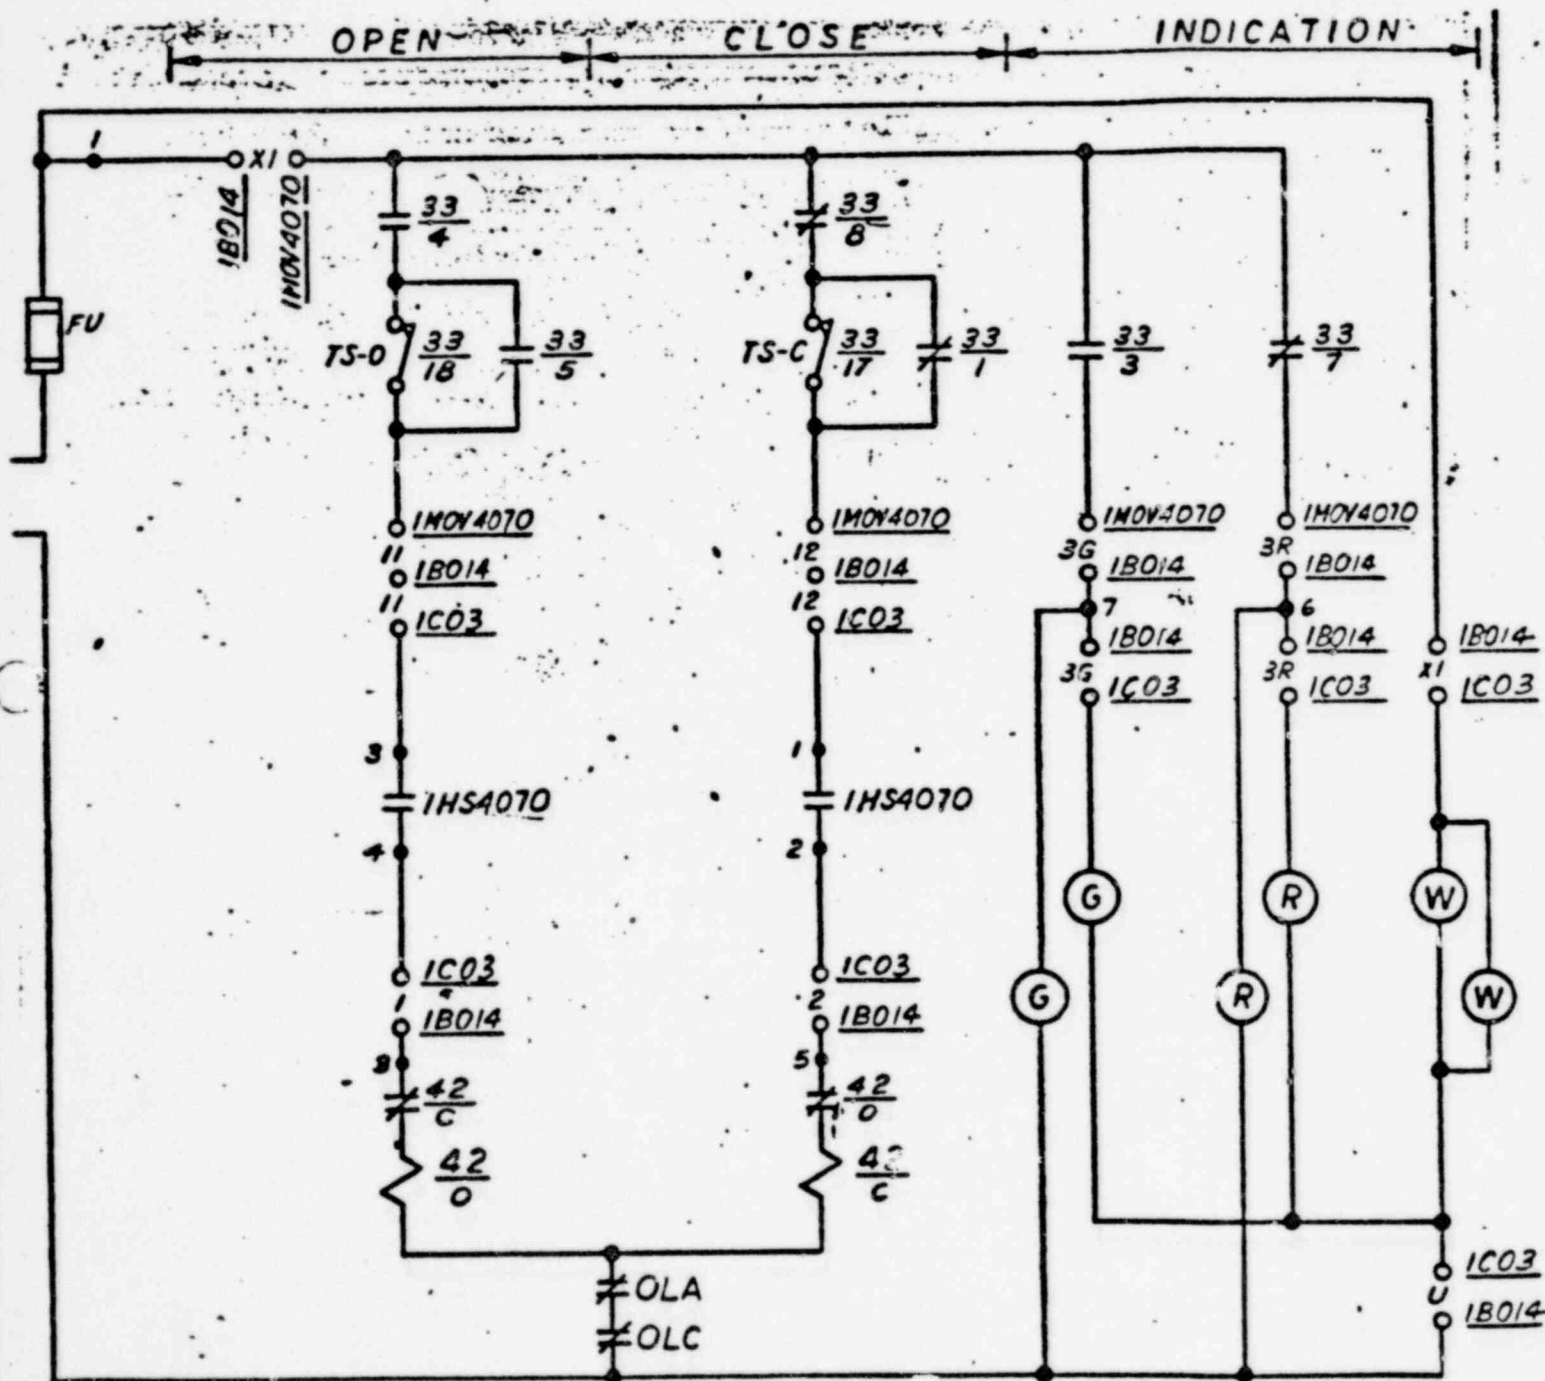 OPEN CLOSE INDICATION
1
X1
1B014
1MOV4070
33/4
33/8
FU
TS-O 33/18 33/5
TS-C 33/17 33/1
33/3
33/7
1MOV4070 1MOV4070 1MOV4070 1MOV4070
11 12 3G 3R
1B014 1B014 1B014 1B014
11 12 7 6
1C03 1C03 1B014 1B014 1B014
3G 3R X1
1C03 1C03 1C03
3 1
1HS4070 1HS4070
4 2
G R W
1C03 1C03
1 2
G R W
1B014 1B014
8 5
42/C 42/O
42/O 42/C
OLA
OLC
1C03
U
1B014